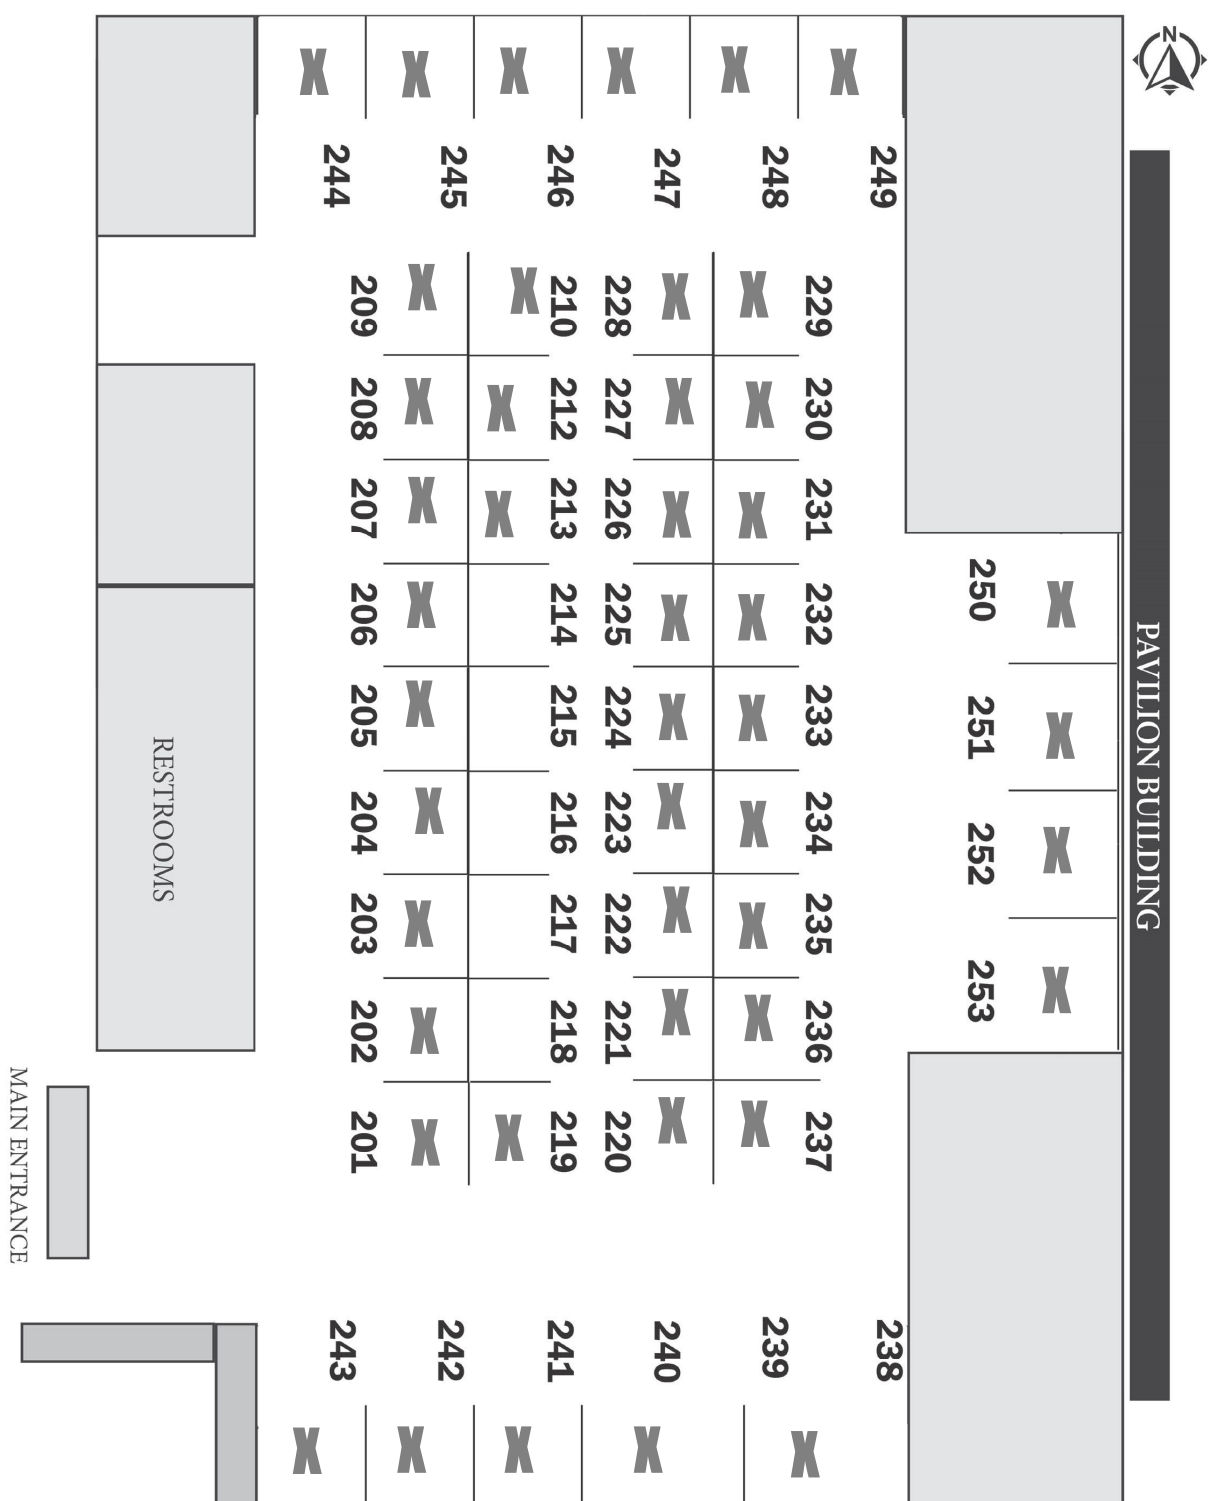 N
X X X X X X
244 245 246 247 248 249
209 X X 210 228 X X 229
208 X X 212 227 X X 230
207 X X 213 226 X X 231
206 X 214 225 X X 232
250 X
205 X 215 224 X X 233
251 X
204 X 216 223 X X 234
252 X
203 X 217 222 X X 235
253 X
202 X 218 221 X X 236
201 X X 219 220 X X 237
PAVILION BUILDING
RESTROOMS
MAIN ENTRANCE
243 242 241 240 239 238
X X X X X